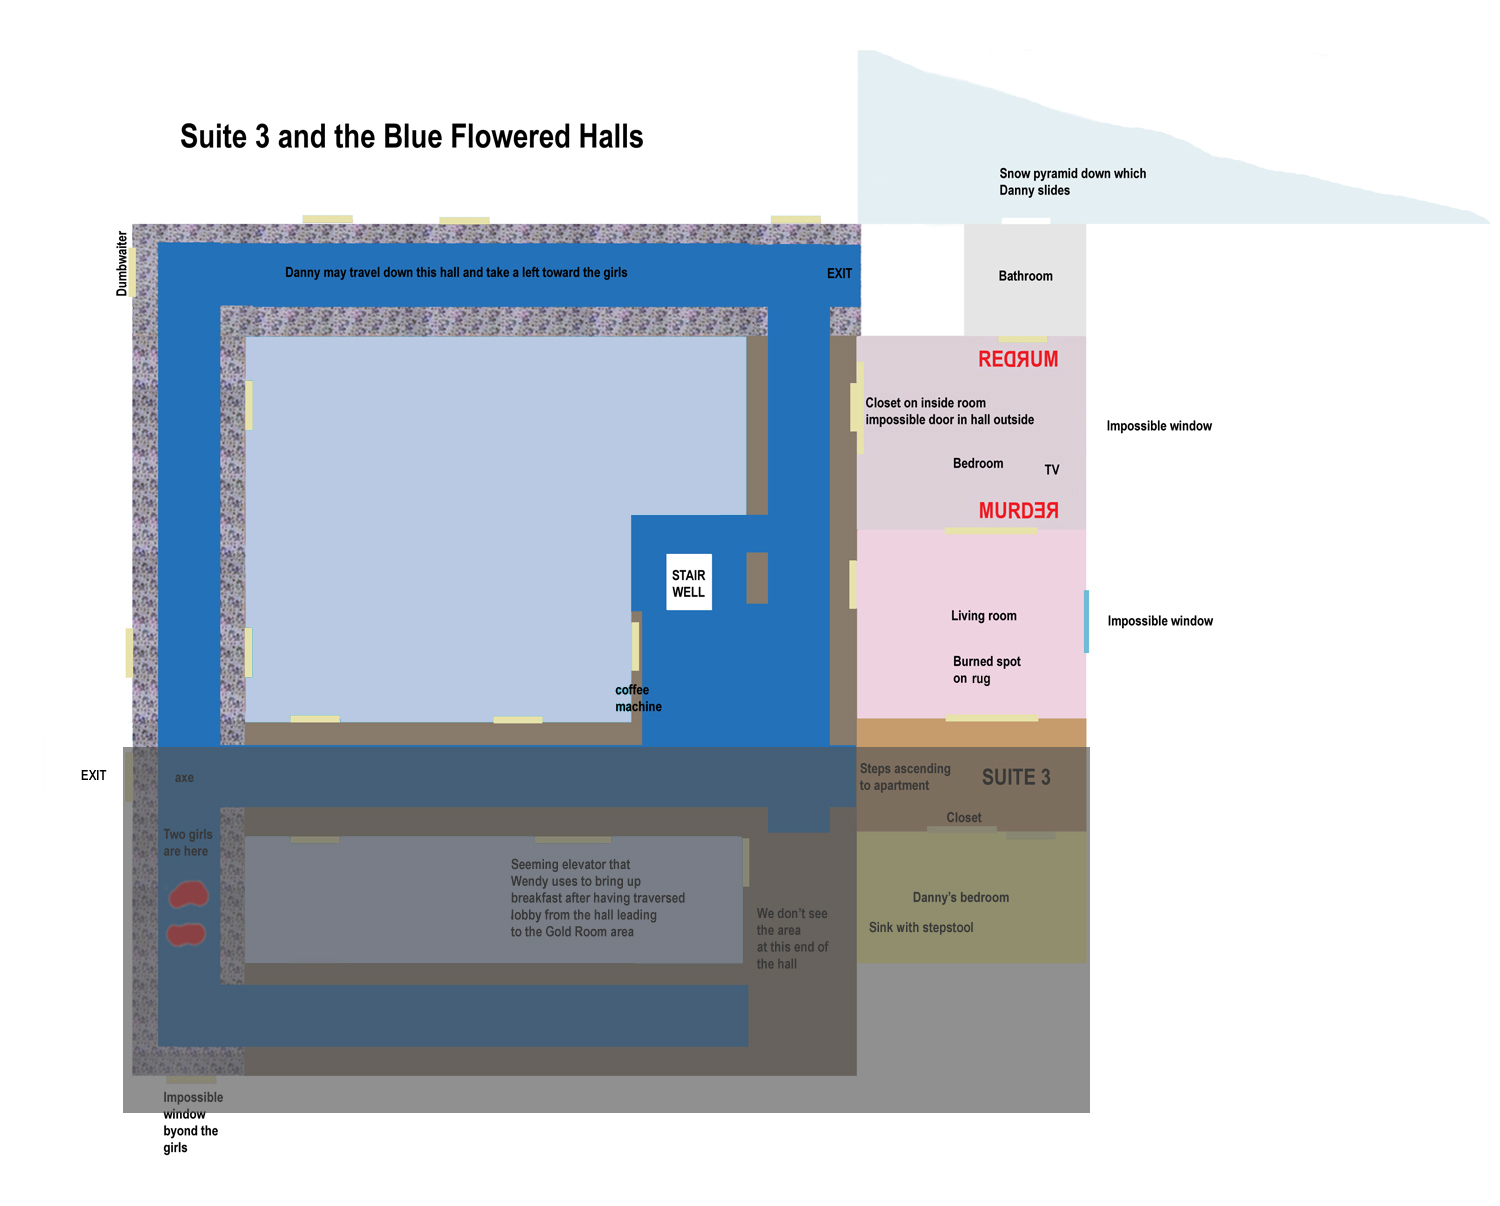 Suite 3 and the Blue Flowered Halls
Snow pyramid down which
Danny slides
Dumbwaiter
Danny may travel down this hall and take a left toward the girls
EXIT
Bathroom
REDЯUM
Closet on inside room
impossible door in hall outside
Impossible window
Bedroom
TV
MURDƎЯ
STAIR
WELL
Living room
Impossible window
Burned spot
on rug
coffee
machine
EXIT
axe
Steps ascending
to apartment
SUITE 3
Closet
Two girls
are here
Seeming elevator that
Wendy uses to bring up
breakfast after having traversed
lobby from the hall leading
to the Gold Room area
We don't see
the area
at this end of
the hall
Danny's bedroom
Sink with stepstool
Impossible
window
byond the
girls